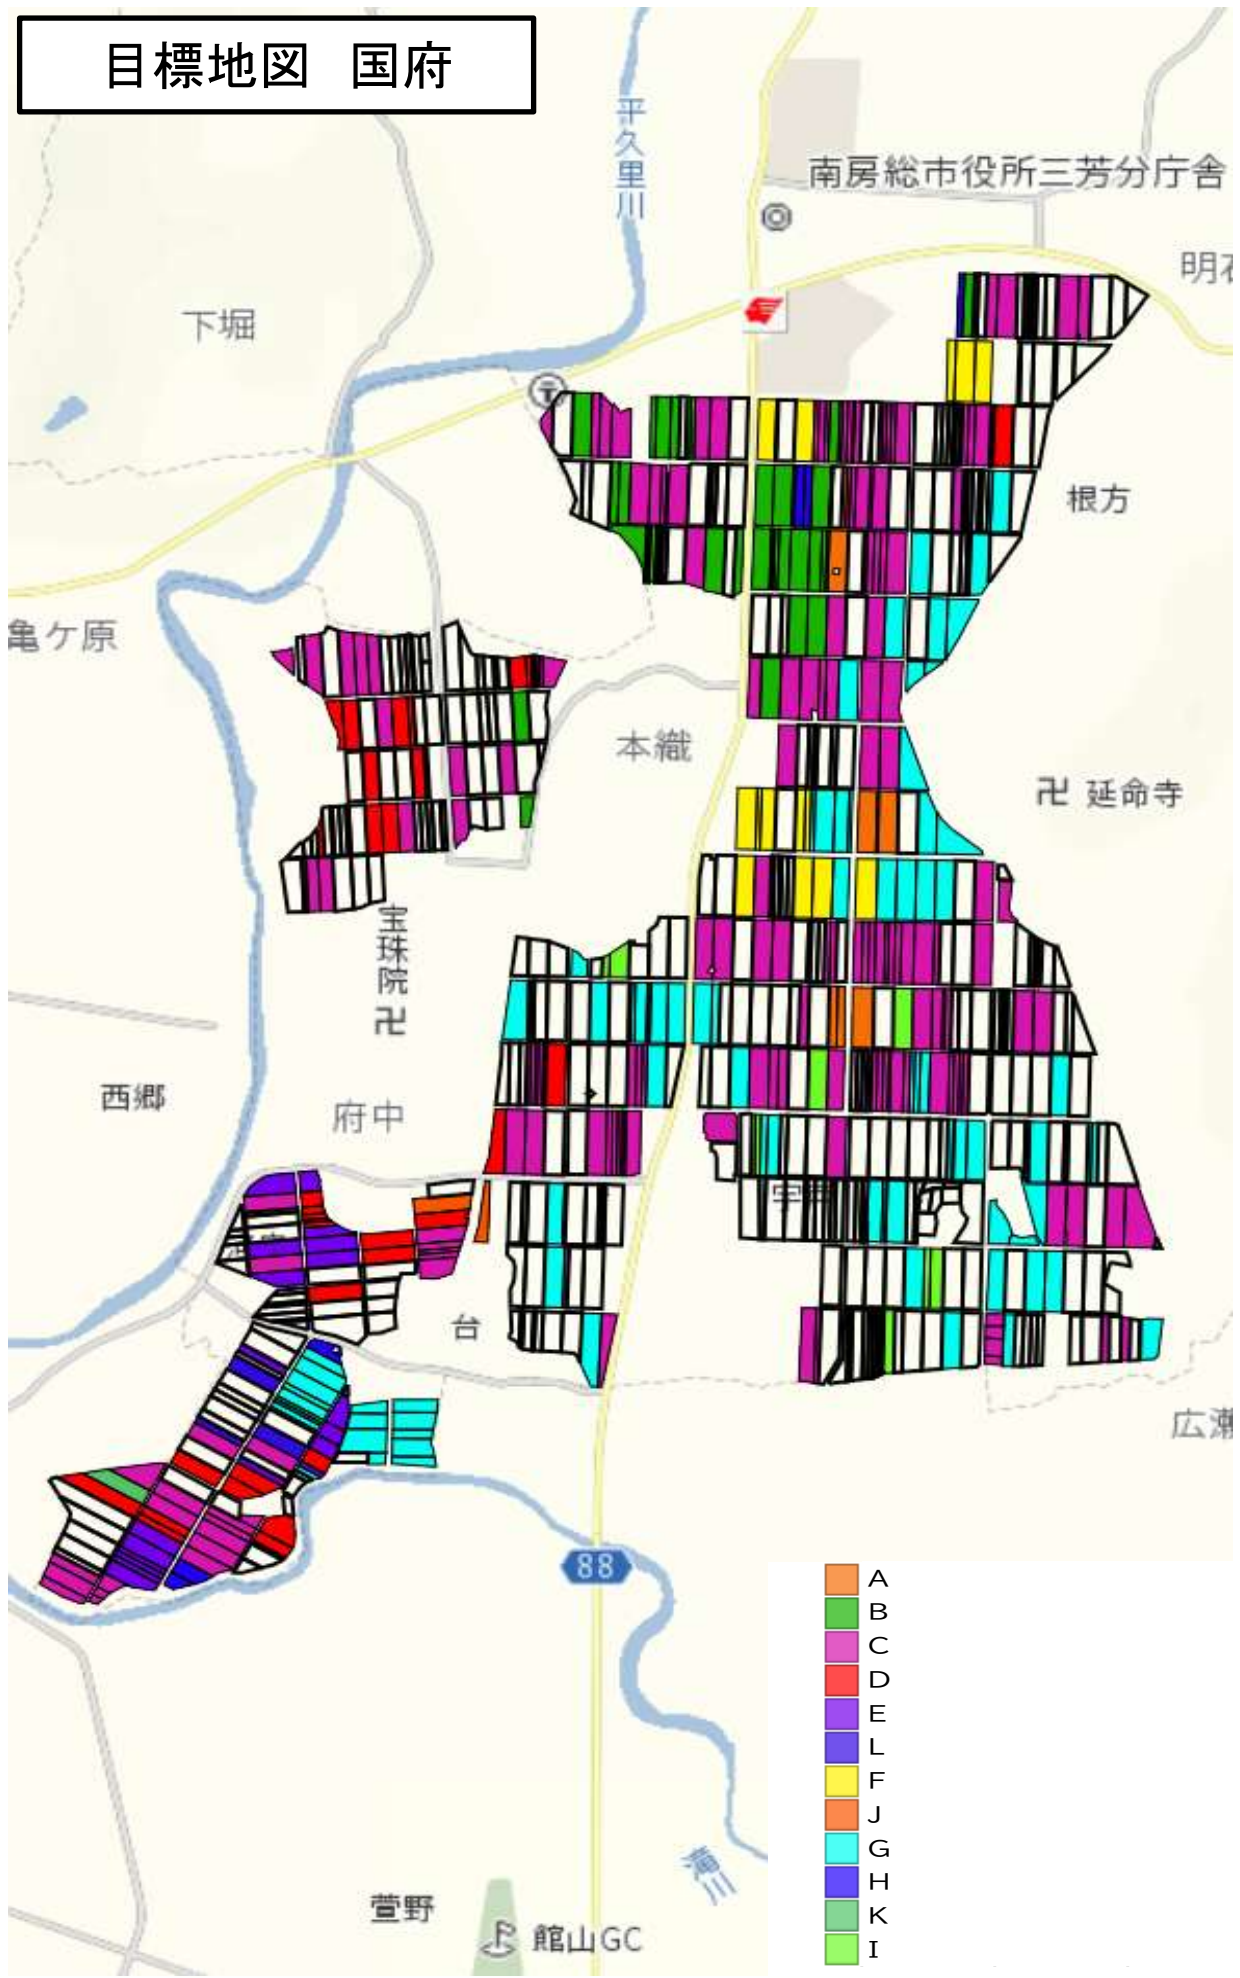 目標地図　国府
平久里川
南房総市役所三芳分庁舎
明石
下堀
〒
根方
亀ケ原
本織
卍 延命寺
宝珠院
卍
西郷
府中
台
広瀬
88
A
B
C
D
E
L
F
J
G
H
K
I
滝川
萱野
館山GC